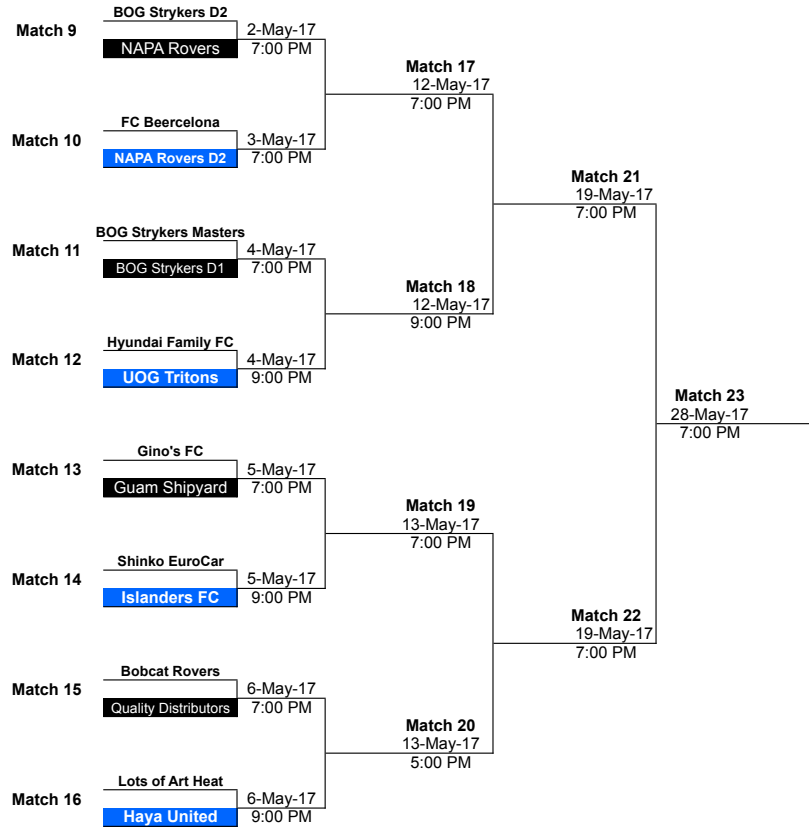 BOG Strykers D2
Match 9
2-May-17
NAPA Rovers
7:00 PM
Match 17
12-May-17
7:00 PM
FC Beercelona
Match 10
3-May-17
NAPA Rovers D2
7:00 PM
Match 21
19-May-17
7:00 PM
BOG Strykers Masters
Match 11
4-May-17
BOG Strykers D1
7:00 PM
Match 18
12-May-17
9:00 PM
Hyundai Family FC
Match 12
4-May-17
UOG Tritons
9:00 PM
Match 23
28-May-17
7:00 PM
Gino's FC
Match 13
5-May-17
Guam Shipyard
7:00 PM
Match 19
13-May-17
7:00 PM
Shinko EuroCar
Match 14
5-May-17
Islanders FC
9:00 PM
Match 22
19-May-17
7:00 PM
Bobcat Rovers
Match 15
6-May-17
Quality Distributors
7:00 PM
Match 20
13-May-17
5:00 PM
Lots of Art Heat
Match 16
6-May-17
Haya United
9:00 PM